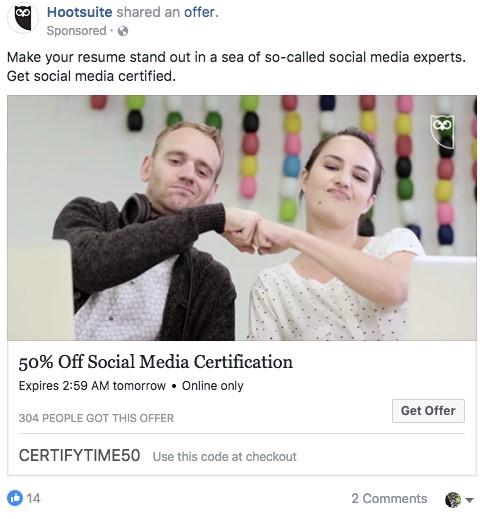 Hootsuite shared an offer.
Sponsored ·
Make your resume stand out in a sea of so-called social media experts.
Get social media certified.
50% Off Social Media Certification
Expires 2:59 AM tomorrow • Online only
304 PEOPLE GOT THIS OFFER
Get Offer
CERTIFYTIME50 Use this code at checkout
14 2 Comments